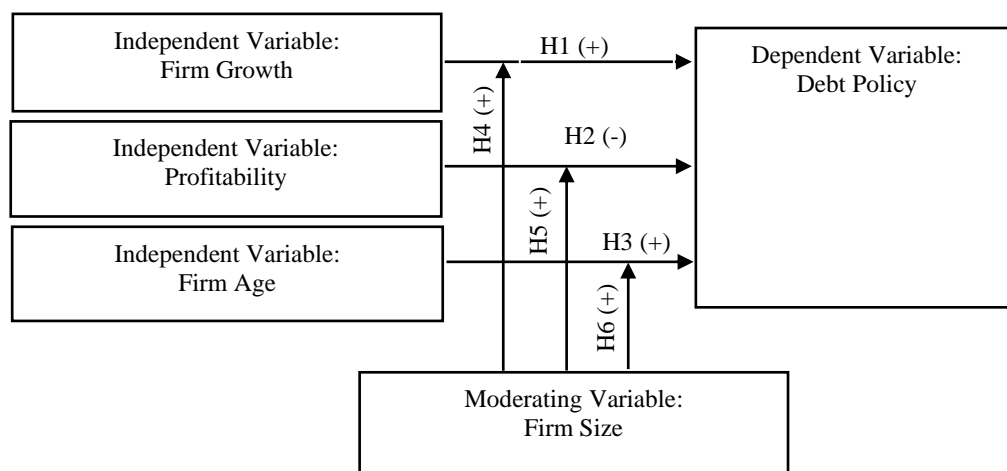 Independent Variable:
Firm Growth
H1 (+)
Dependent Variable:
Debt Policy
H4 (+)
Independent Variable:
Profitability
H2 (-)
H5 (+)
Independent Variable:
Firm Age
H3 (+)
H6 (+)
Moderating Variable:
Firm Size